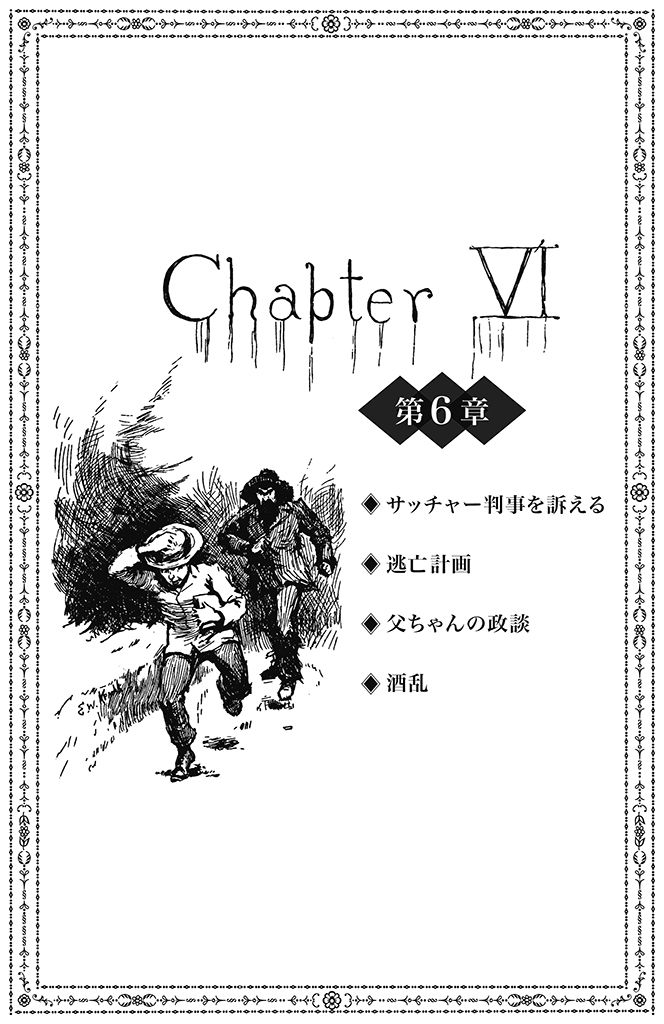 Chapter VI
第6章
◈ サッチャー判事を訴える
◈ 逃亡計画
◈ 父ちゃんの政談
◈ 酒乱
E.W. Kemble